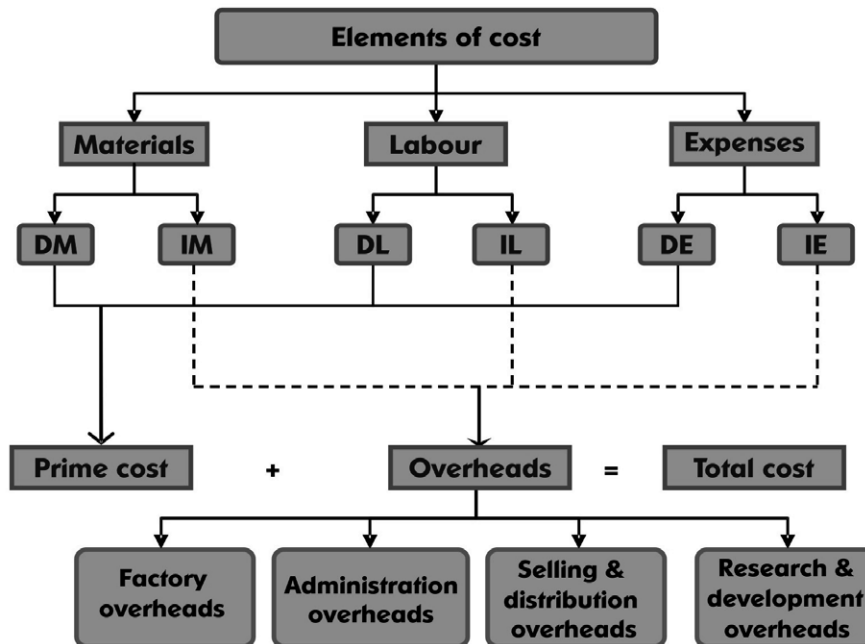 Elements of cost
Materials
Labour
Expenses
DM
IM
DL
IL
DE
IE
Prime cost
+
Overheads
=
Total cost
Factory
overheads
Administration
overheads
Selling &
distribution
overheads
Research &
development
overheads